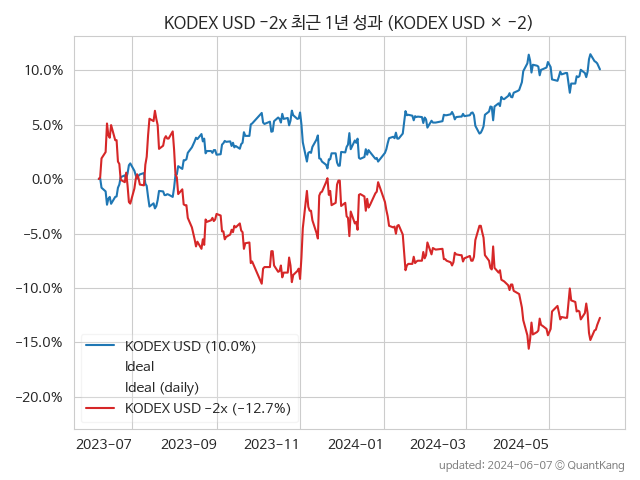 KODEX USD −2x 최근 1년 성과 (KODEX USD × −2)
10.0%
5.0%
0.0%
−5.0%
−10.0%
−15.0%
−20.0%
KODEX USD (10.0%)
Ideal
Ideal (daily)
KODEX USD −2x (−12.7%)
2023−07
2023−09
2023−11
2024−01
2024−03
2024−05
updated: 2024-06-07 © QuantKang